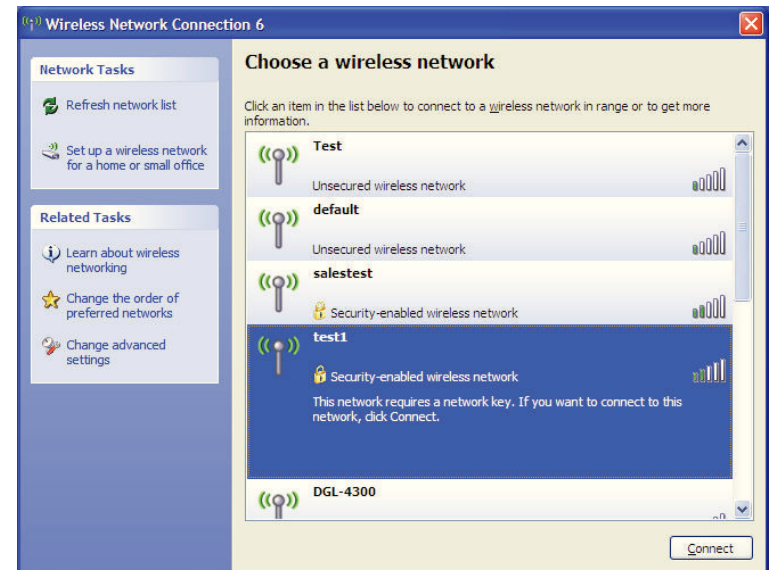 Wireless Network Connection 6
Network Tasks
Refresh network list
Set up a wireless network
for a home or small office
Related Tasks
Learn about wireless
networking
Change the order of
preferred networks
Change advanced
settings
Choose a wireless network
Click an item in the list below to connect to a wireless network in range or to get more
information.
Test
Unsecured wireless network
default
Unsecured wireless network
salestest
Security-enabled wireless network
test1
Security-enabled wireless network
This network requires a network key. If you want to connect to this
network, click Connect.
DGL-4300
Connect